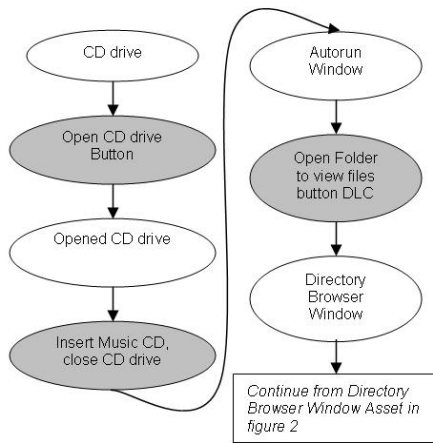 CD drive
Open CD drive
Button
Opened CD drive
Insert Music CD,
close CD drive
Autorun
Window
Open Folder
to view files
button DLC
Directory
Browser
Window
Continue from Directory
Browser Window Asset in
figure 2